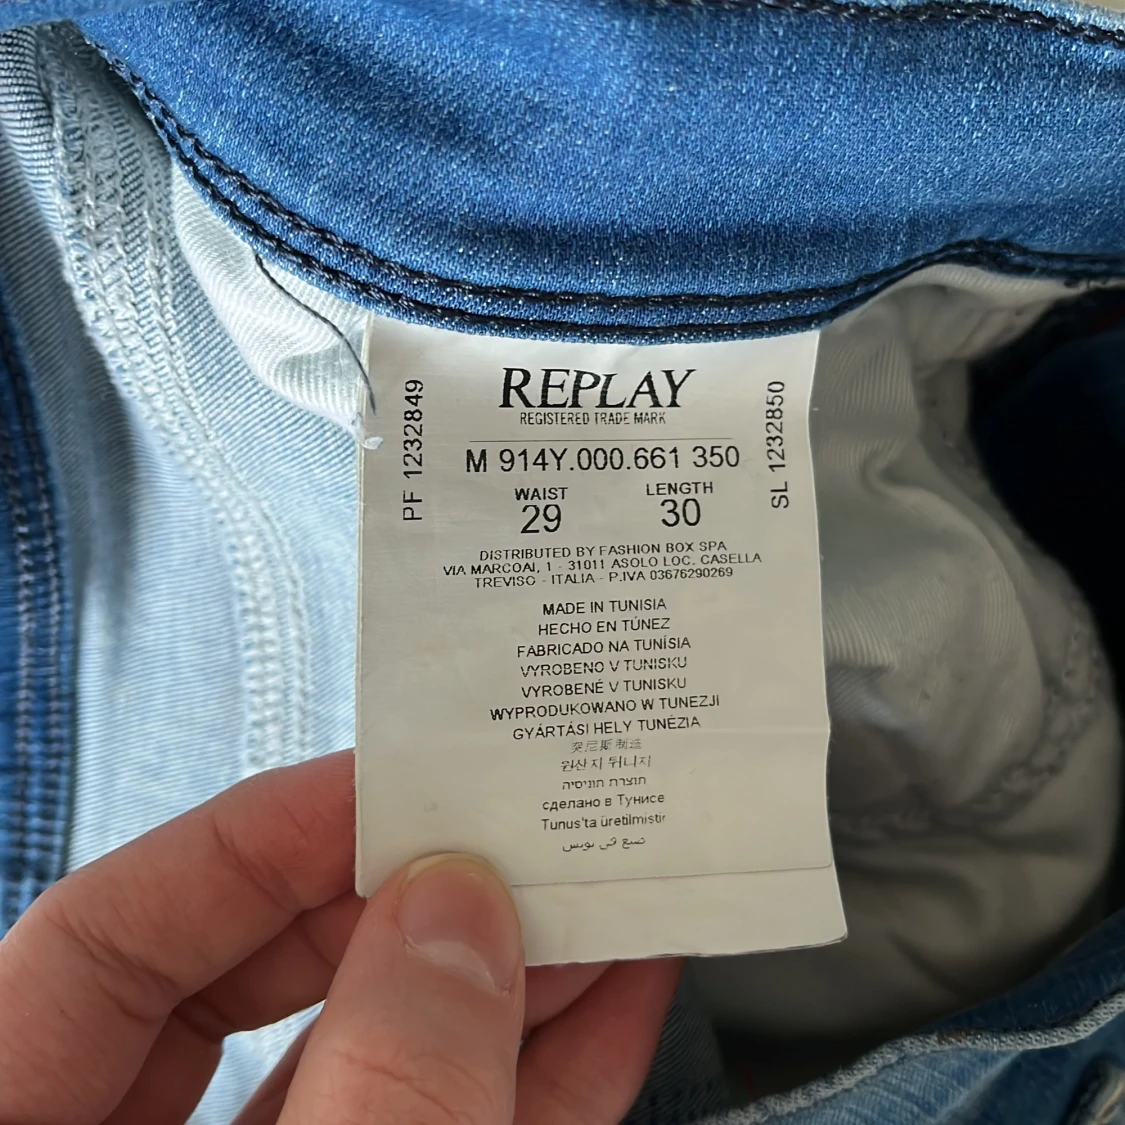 REPLAY
REGISTERED TRADE MARK
PF 1232849
SL 1232850
M 914Y.000.661 350
WAIST LENGTH
29 30
DISTRIBUTED BY FASHION BOX SPA
VIA MARCOAI, 1 - 31011 ASOLO LOC. CASELLA
TREVISO - ITALIA - P.IVA 03676290269
MADE IN TUNISIA
HECHO EN TÚNEZ
FABRICADO NA TUNÍSIA
VYROBENO V TUNISKU
VYROBENÉ V TUNISKU
WYPRODUKOWANO W TUNEZJI
GYÁRTÁSI HELY TUNÉZIA
突尼斯制造
원산지 튀니지
תוצרת תוניסיה
сделано в Тунисе
Tunus'ta üretilmistir
صنع في تونس